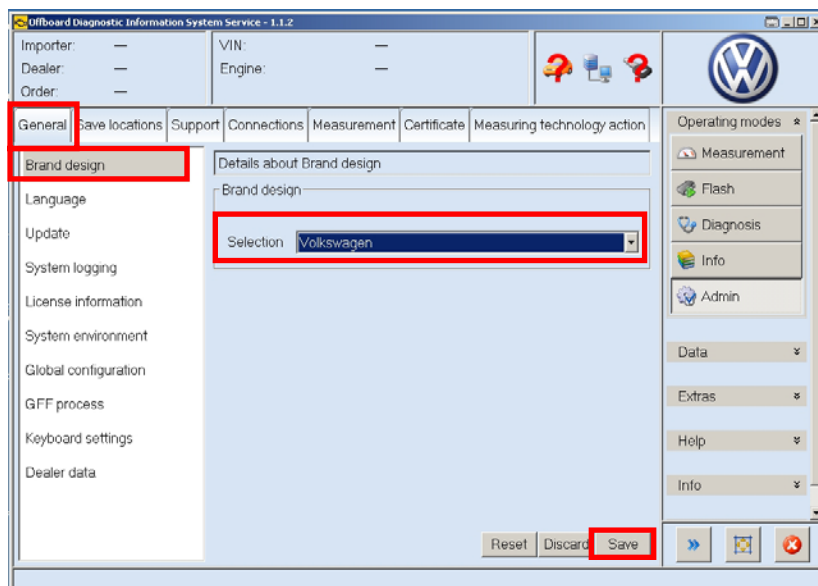 Offboard Diagnostic Information System Service - 1.1.2
Importer: —
Dealer: —
Order: —
VIN: —
Engine: —
General Save locations Support Connections Measurement Certificate Measuring technology action
Brand design
Language
Update
System logging
License information
System environment
Global configuration
GFF process
Keyboard settings
Dealer data
Details about Brand design
Brand design
Selection Volkswagen
Reset Discard Save
Operating modes
Measurement
Flash
Diagnosis
Info
Admin
Data
Extras
Help
Info